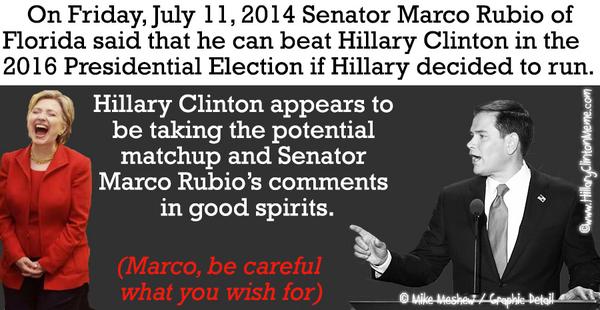 On Friday, July 11, 2014 Senator Marco Rubio of
Florida said that he can beat Hillary Clinton in the
2016 Presidential Election if Hillary decided to run.
Hillary Clinton appears to
be taking the potential
matchup and Senator
Marco Rubio's comments
in good spirits.
(Marco, be careful
what you wish for)
©www.HillaryClintonMeme.com
© Mike Meshew / Graphic Detail